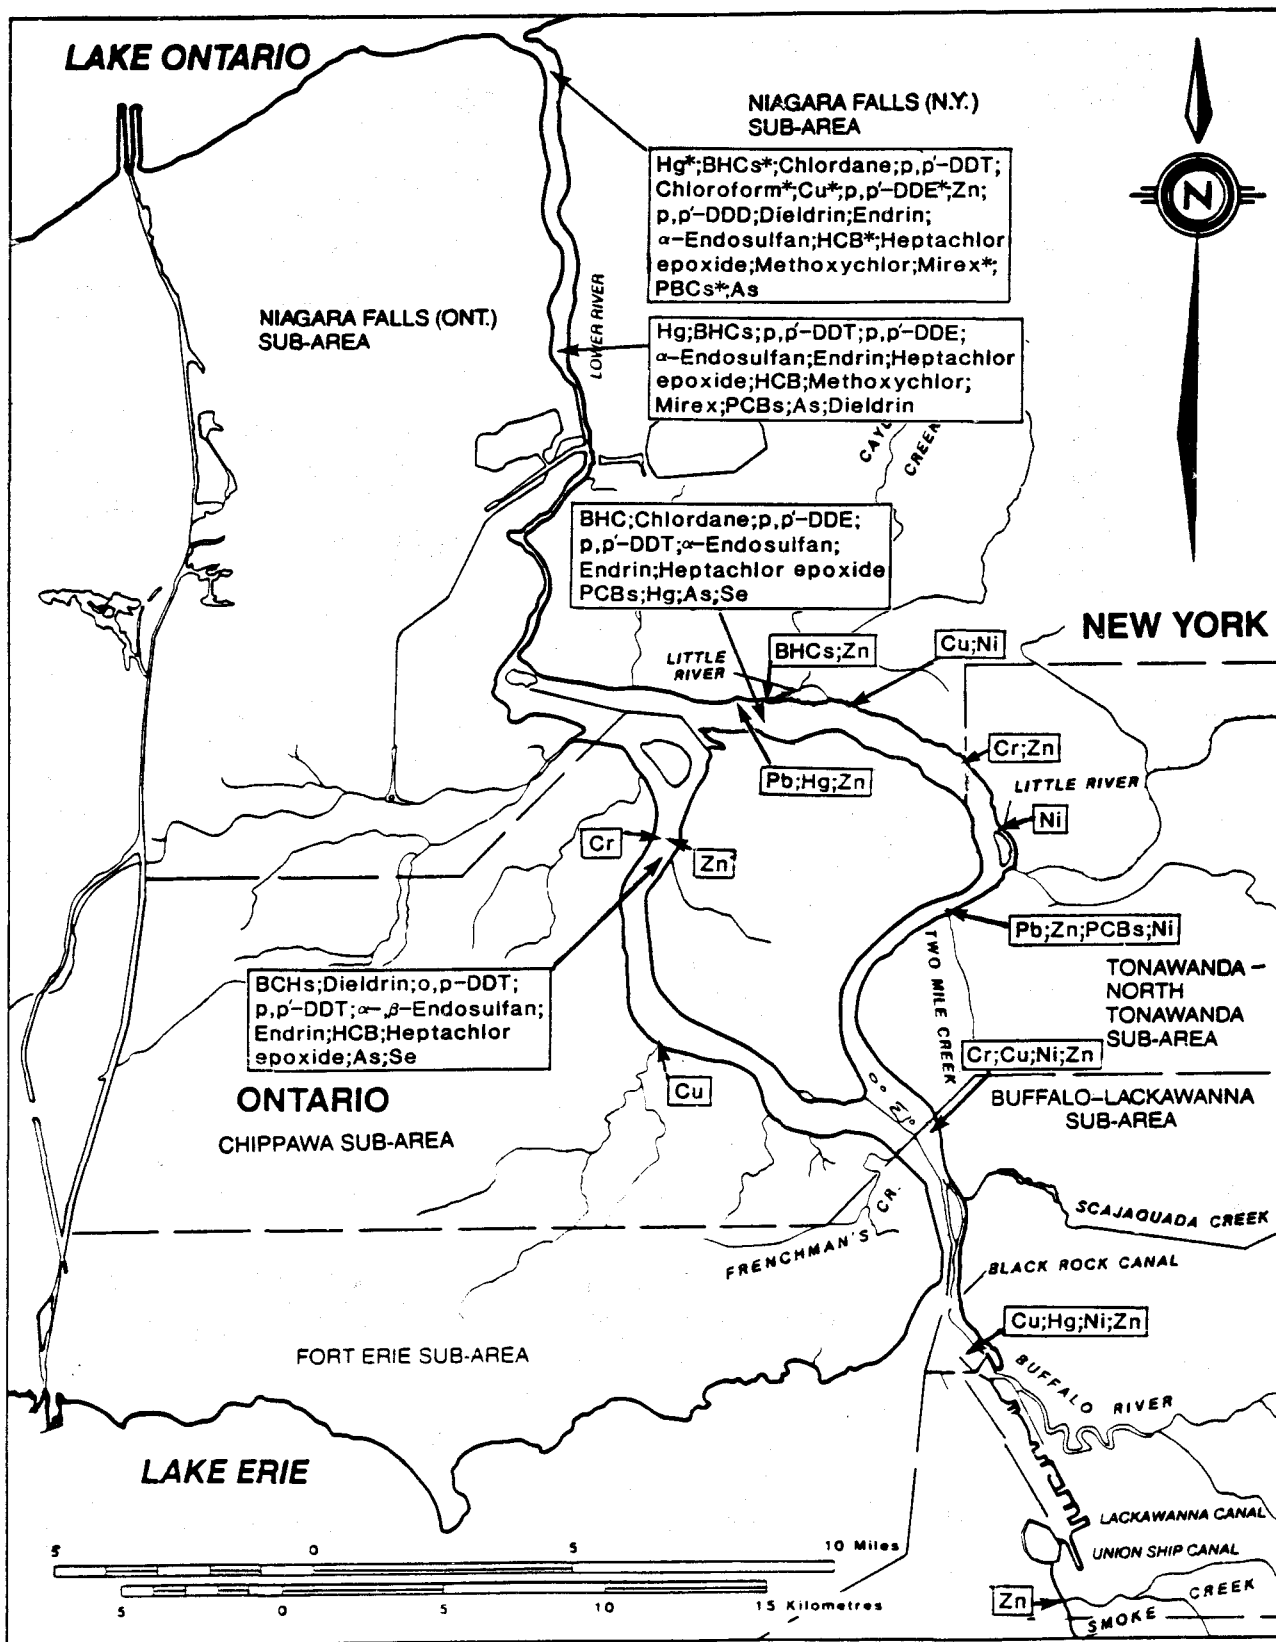 LAKE ONTARIO
NIAGARA FALLS (N.Y.)
SUB-AREA
Hg*;BHCs*;Chlordane;p,p'-DDT;
Chloroform*;Cu*;p,p'-DDE*;Zn;
p,p'-DDD;Dieldrin;Endrin;
α-Endosulfan;HCB*;Heptachlor
epoxide;Methoxychlor;Mirex*;
PBCs*;As
N
NIAGARA FALLS (ONT.)
SUB-AREA
LOWER RIVER
Hg;BHCs;p,p'-DDT;p,p'-DDE;
α-Endosulfan;Endrin;Heptachlor
epoxide;HCB;Methoxychlor;
Mirex;PCBs;As;Dieldrin
CREEK
BHC;Chlordane;p,p'-DDE;
p,p'-DDT;α-Endosulfan;
Endrin;Heptachlor epoxide
PCBs;Hg;As;Se
NEW YORK
LITTLE
RIVER
BHCs;Zn
Cu;Ni
Cr;Zn
Pb;Hg;Zn
LITTLE RIVER
Ni
Cr
Zn
Pb;Zn;PCBs;Ni
TWO MILE CREEK
TONAWANDA-
NORTH
TONAWANDA
SUB-AREA
BCHs;Dieldrin;o,p-DDT;
p,p'-DDT;α-,β-Endosulfan;
Endrin;HCB;Heptachlor
epoxide;As;Se
Cr;Cu;Ni;Zn
Cu
ONTARIO
CHIPPAWA SUB-AREA
BUFFALO-LACKAWANNA
SUB-AREA
SCAJAQUADA CREEK
FRENCHMAN'S CR.
BLACK ROCK CANAL
Cu;Hg;Ni;Zn
FORT ERIE SUB-AREA
BUFFALO RIVER
LAKE ERIE
LACKAWANNA CANAL
UNION SHIP CANAL
5 0 5 10 Miles
5 0 5 10 15 Kilometres
Zn
SMOKE CREEK